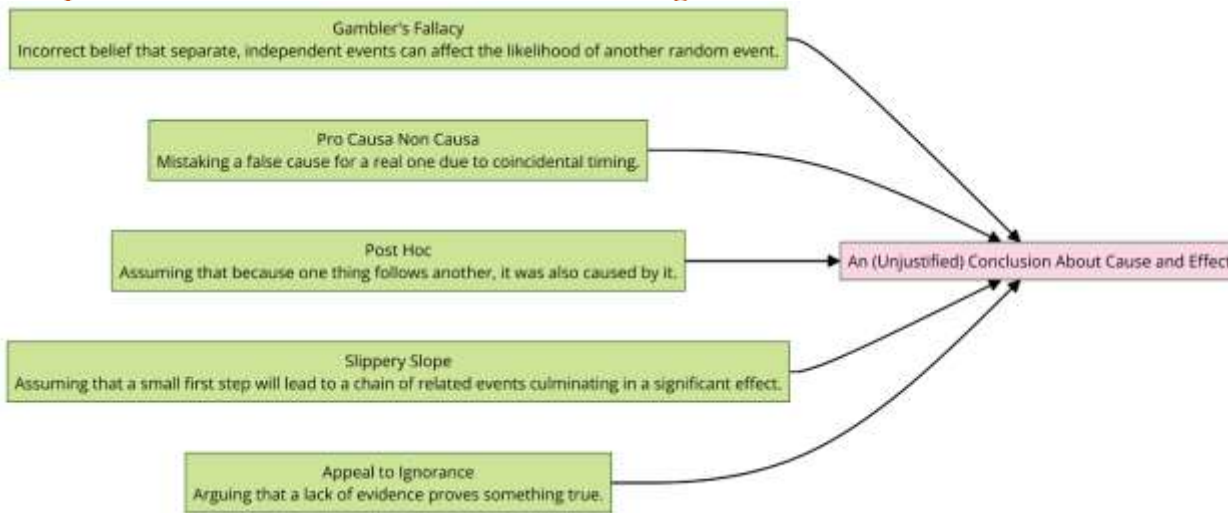 Gambler's Fallacy
Incorrect belief that separate, independent events can affect the likelihood of another random event.
Pro Causa Non Causa
Mistaking a false cause for a real one due to coincidental timing.
Post Hoc
Assuming that because one thing follows another, it was also caused by it.
An (Unjustified) Conclusion About Cause and Effect
Slippery Slope
Assuming that a small first step will lead to a chain of related events culminating in a significant effect.
Appeal to Ignorance
Arguing that a lack of evidence proves something true.